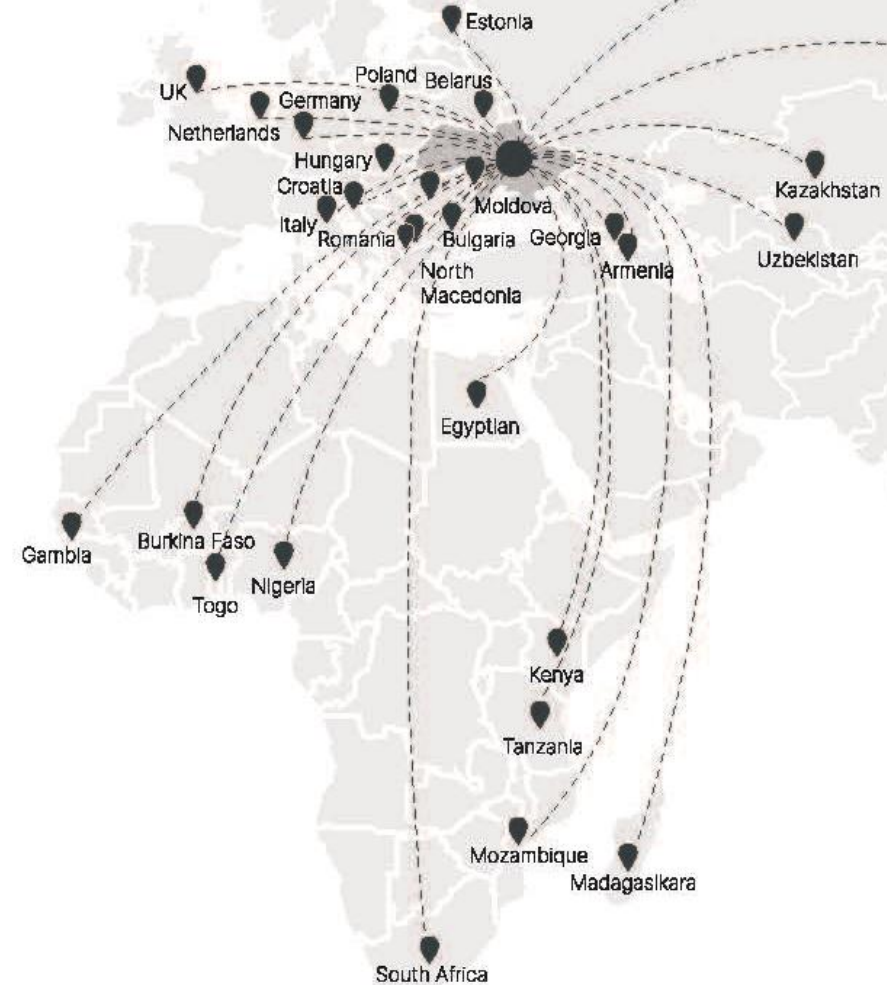 Estonia
UK
Poland
Belarus
Germany
Netherlands
Hungary
Croatia
Kazakhstan
Italy
Moldova
Romania
Bulgaria
Georgia
Uzbekistan
Armenia
North
Macedonia
Egyptian
Gambia
Burkina Faso
Nigeria
Togo
Kenya
Tanzania
Mozambique
Madagasikara
South Africa